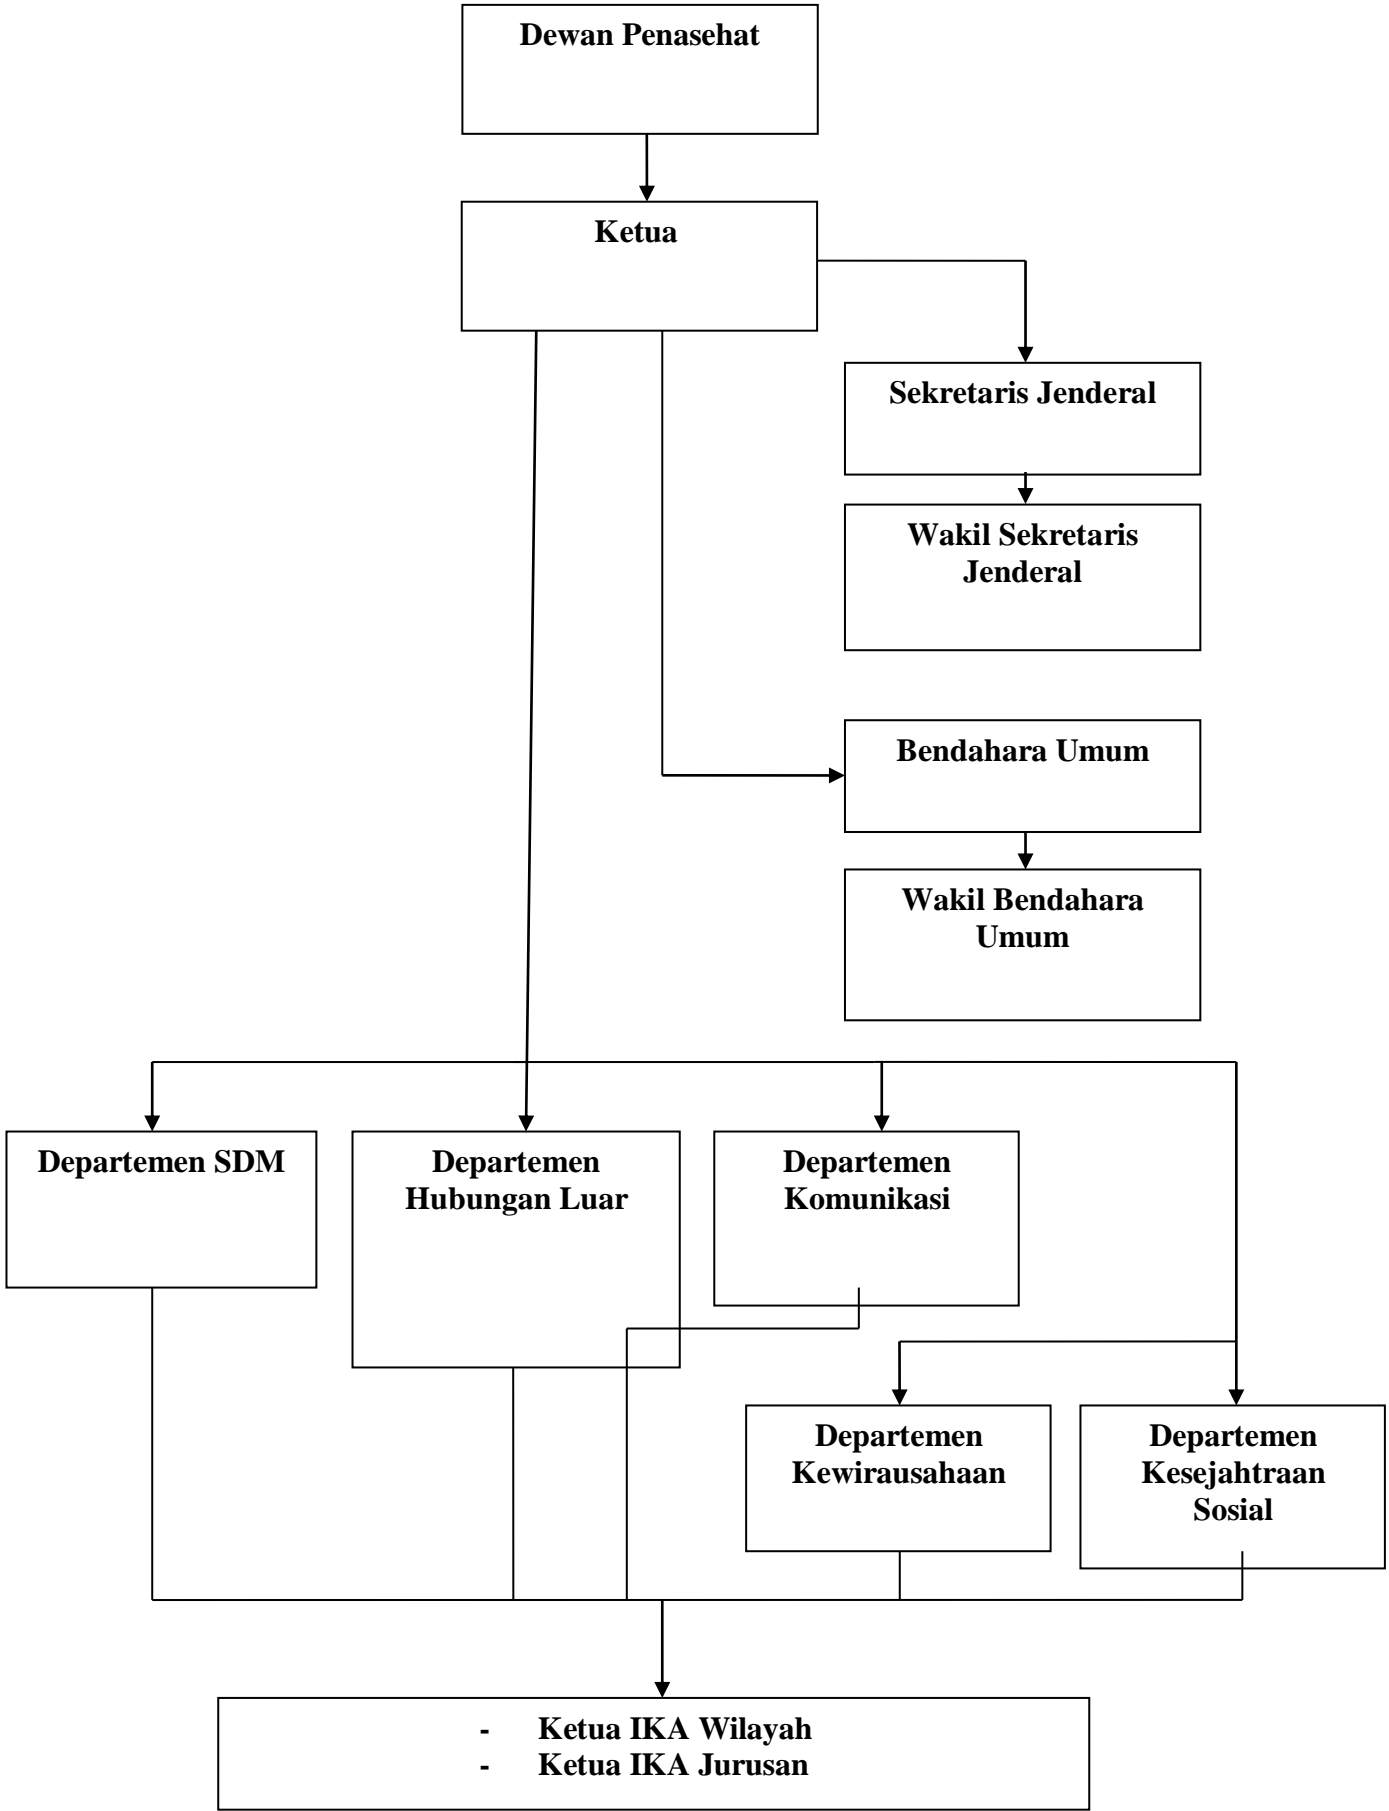 Dewan Penasehat
Ketua
Sekretaris Jenderal
Wakil Sekretaris
Jenderal
Bendahara Umum
Wakil Bendahara
Umum
Departemen SDM
Departemen
Hubungan Luar
Departemen
Komunikasi
Departemen
Kewirausahaan
Departemen
Kesejahtraan
Sosial
- Ketua IKA Wilayah
- Ketua IKA Jurusan